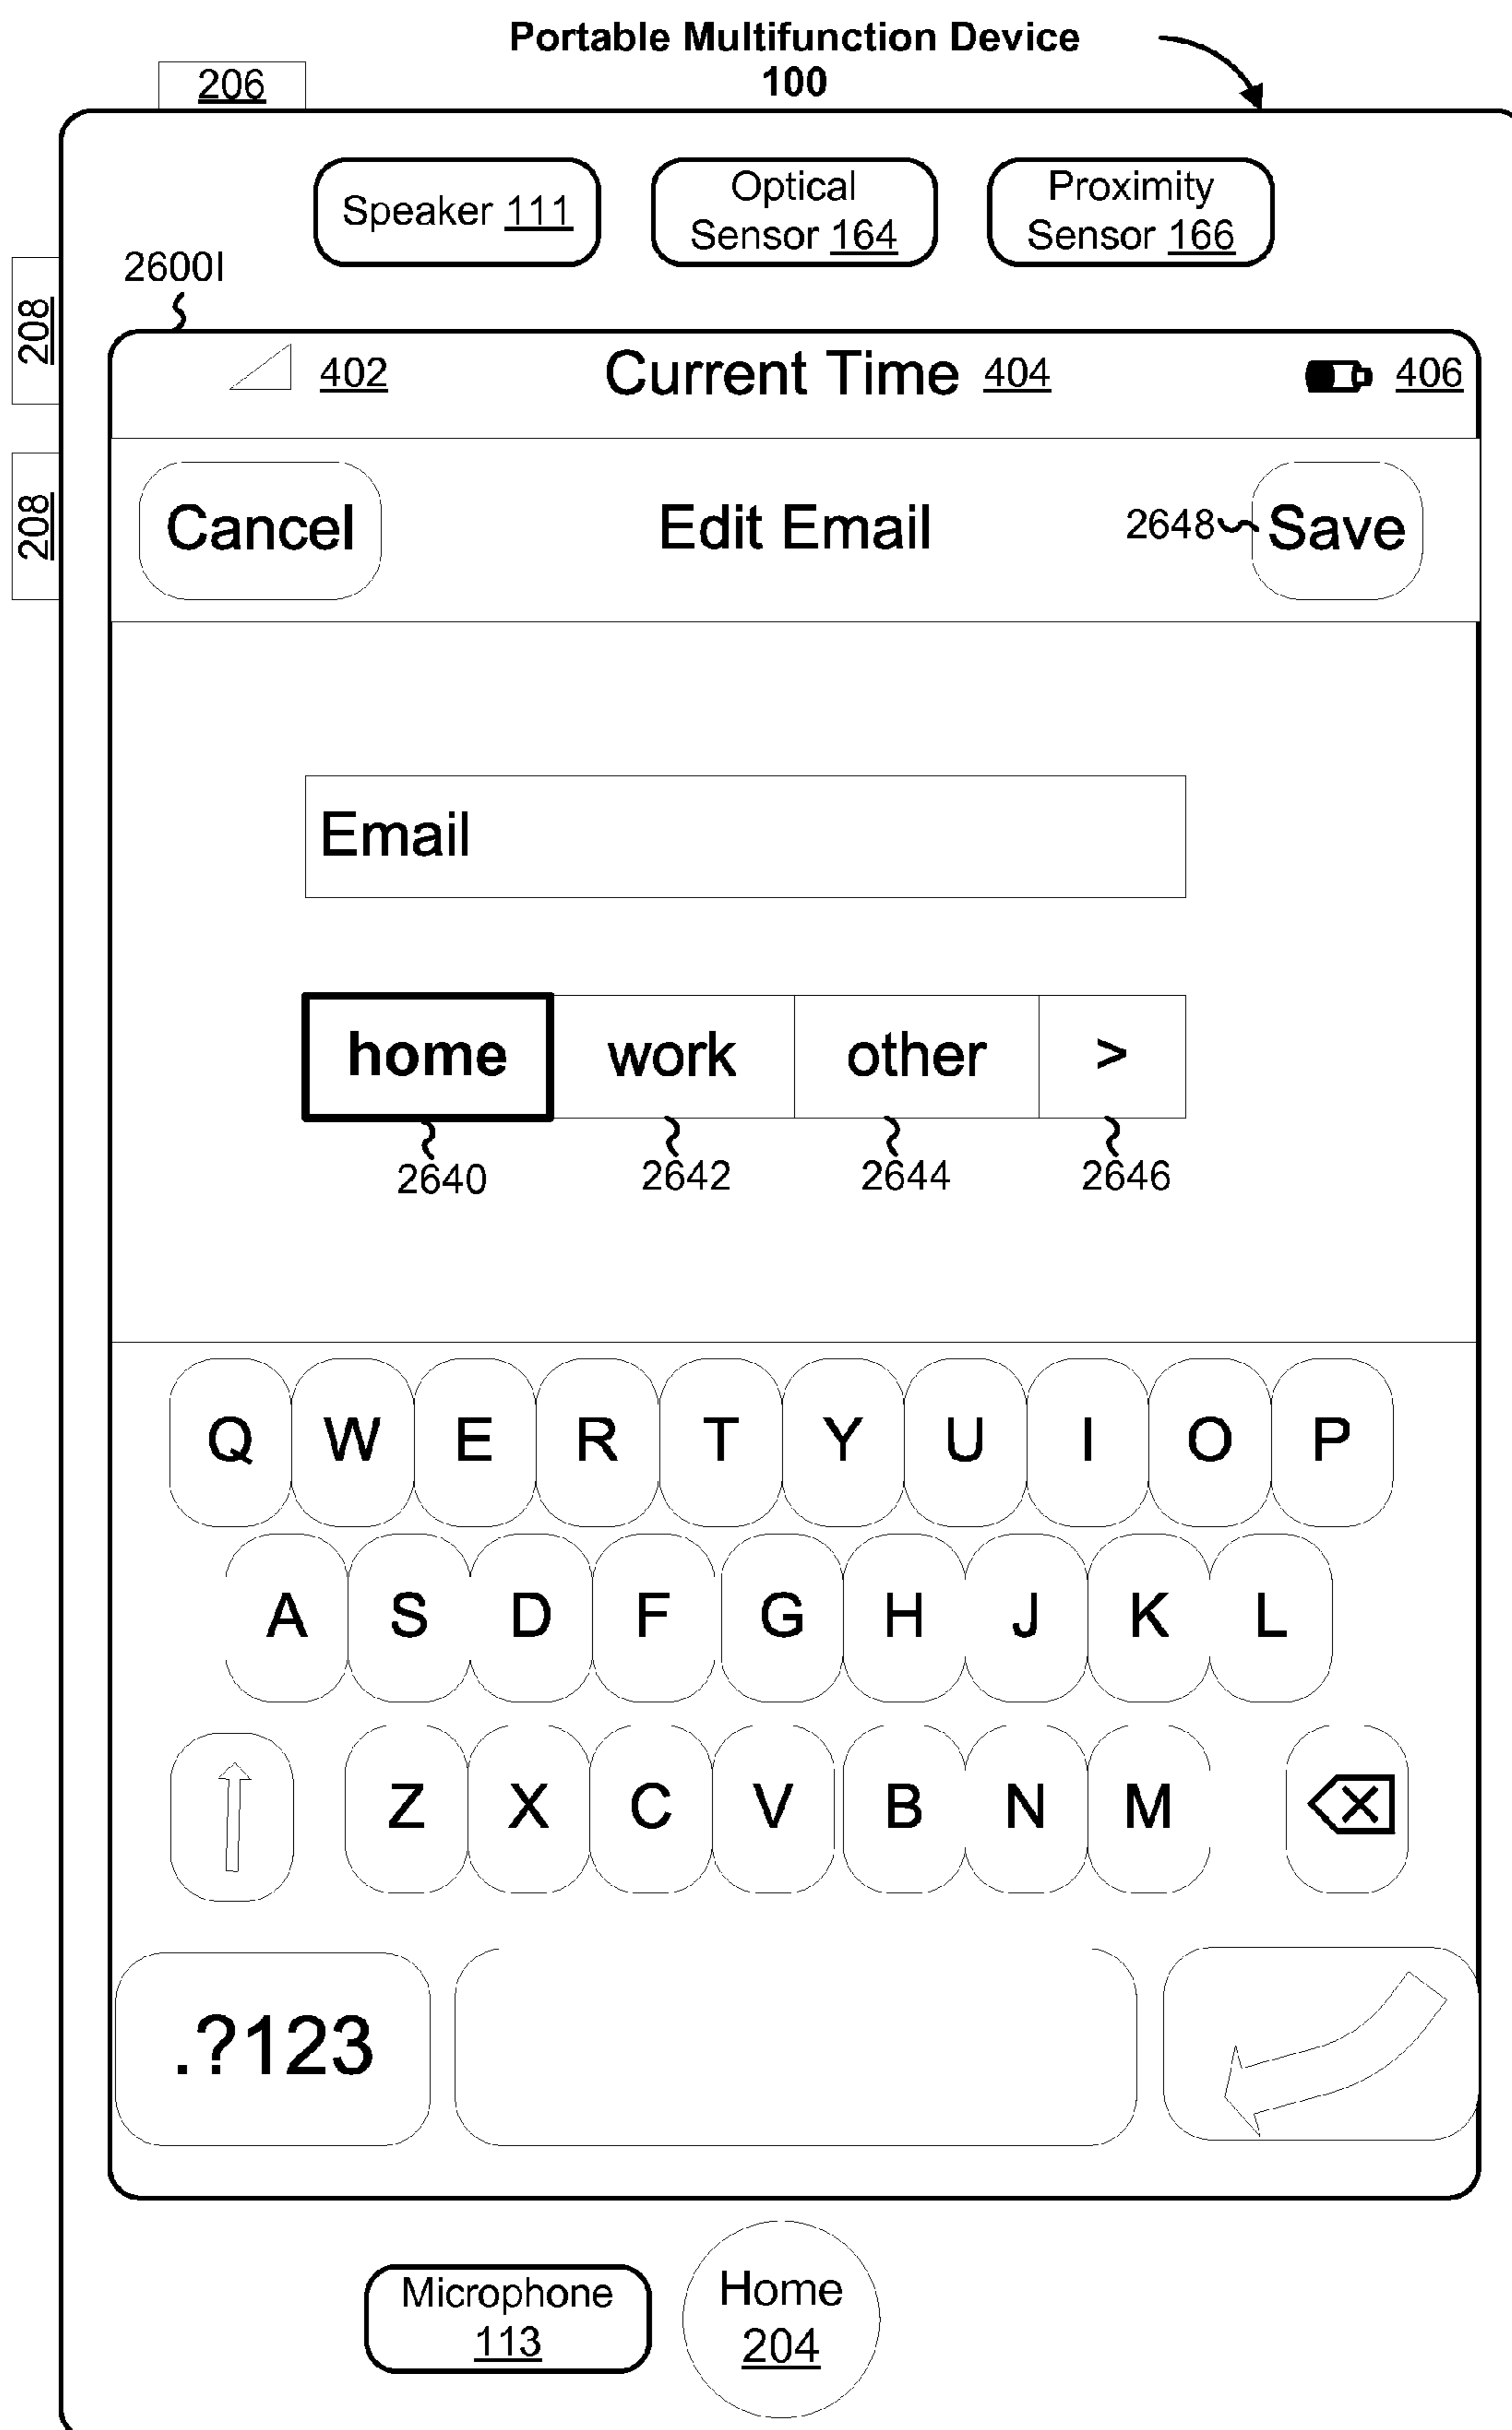 Portable Multifunction Device
100
206
Speaker 111
Optical
Sensor 164
Proximity
Sensor 166
2600I
208
402
Current Time 404
406
208
Cancel
Edit Email
2648
Save
Email
home
work
other
>
2640
2642
2644
2646
Q W E R T Y U I O P
A S D F G H J K L
Z X C V B N M
.?123
Microphone
113
Home
204